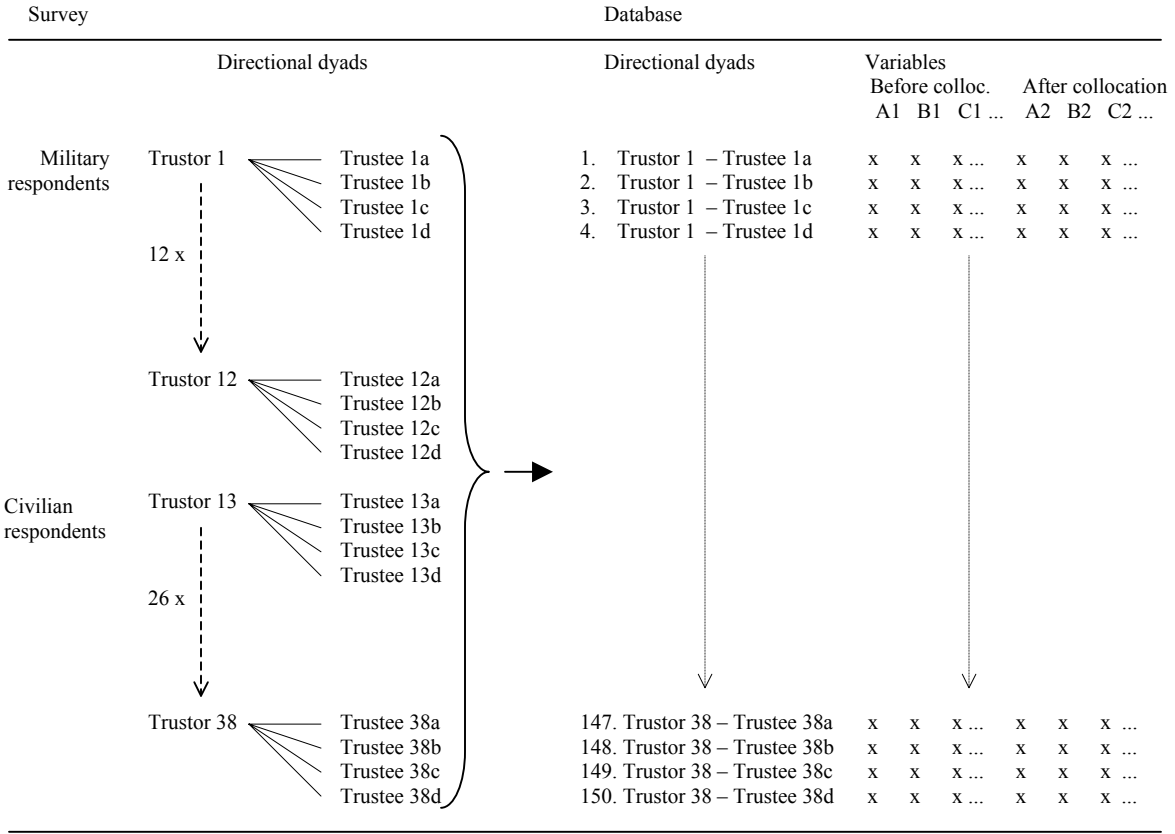 Survey Database
Directional dyads Directional dyads Variables
Before colloc. After collocation
A1 B1 C1 ... A2 B2 C2 ...
Military respondents Trustor 1 Trustee 1a 1. Trustor 1 – Trustee 1a x x x ... x x x ...
Trustee 1b 2. Trustor 1 – Trustee 1b x x x ... x x x ...
Trustee 1c 3. Trustor 1 – Trustee 1c x x x ... x x x ...
Trustee 1d 4. Trustor 1 – Trustee 1d x x x ... x x x ...
12 x
Trustor 12 Trustee 12a
Trustee 12b
Trustee 12c
Trustee 12d
Civilian respondents Trustor 13 Trustee 13a
Trustee 13b
Trustee 13c
Trustee 13d
26 x
Trustor 38 Trustee 38a 147. Trustor 38 – Trustee 38a x x x ... x x x ...
Trustee 38b 148. Trustor 38 – Trustee 38b x x x ... x x x ...
Trustee 38c 149. Trustor 38 – Trustee 38c x x x ... x x x ...
Trustee 38d 150. Trustor 38 – Trustee 38d x x x ... x x x ...